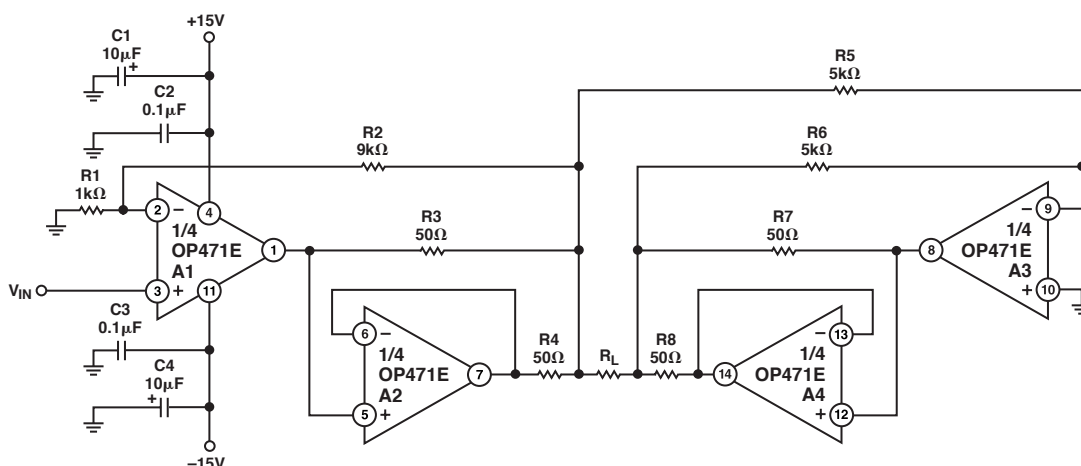 +15V
C1
10µF
+
C2
0.1µF
R1
1kΩ
R2
9kΩ
R5
5kΩ
R6
5kΩ
R3
50Ω
R7
50Ω
2
–
4
1/4
OP471E
A1
1
VIN
3
+
11
C3
0.1µF
C4
10µF
+
–15V
6
–
1/4
OP471E
A2
7
5
+
R4
50Ω
RL
R8
50Ω
14
–
13
1/4
OP471E
A4
+
12
8
–
9
1/4
OP471E
A3
+
10